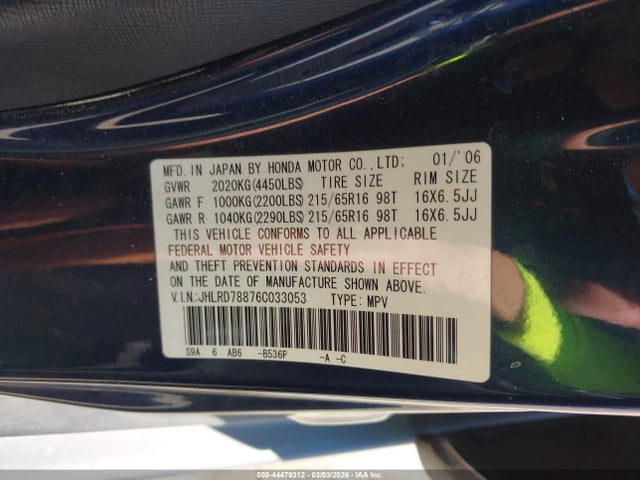 MFD. IN JAPAN BY HONDA MOTOR CO.,LTD: 01/'06
GVWR 2020KG(4450LBS) TIRE SIZE RIM SIZE
GAWR F 1000KG(2200LBS) 215/65R16 98T 16X6.5JJ
GAWR R 1040KG(2290LBS) 215/65R16 98T 16X6.5JJ
THIS VEHICLE CONFORMS TO ALL APPLICABLE
FEDERAL MOTOR VEHICLE SAFETY
AND THEFT PREVENTION STANDARDS IN EFFECT
ON THE DATE OF MANUFACTURE SHOWN ABOVE.
V.I.N.:JHLRD78876C033053 TYPE: MPV
S9A 6 AB6 -B536P -A -C
000-44479312 - 03/03/2026 - IAA Inc.